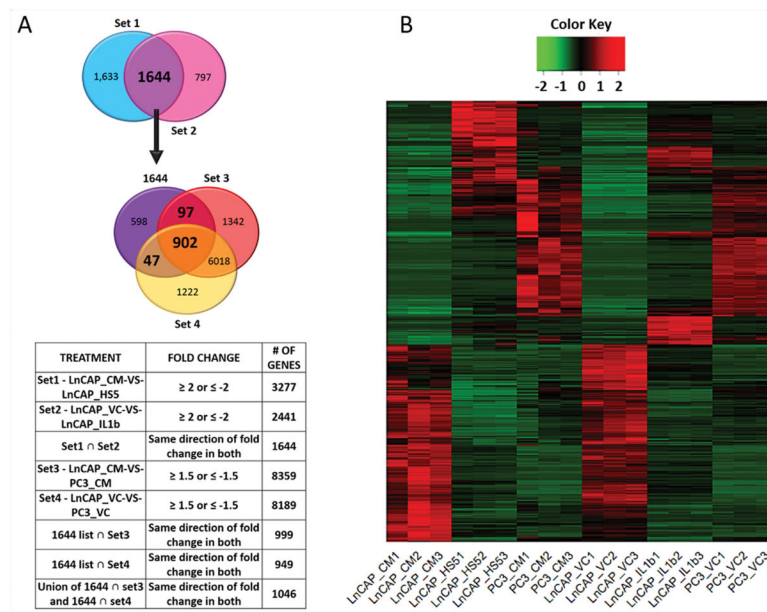 A
Set 1
1,633
1644
797
Set 2
1644
Set 3
598
97
1342
902
47
6018
1222
Set 4
TREATMENT FOLD CHANGE # OF GENES
Set1 - LnCAP_CM-VS-LnCAP_HS5 ≥ 2 or ≤ -2 3277
Set2 - LnCAP_VC-VS-LnCAP_IL1b ≥ 2 or ≤ -2 2441
Set1 ∩ Set2 Same direction of fold change in both 1644
Set3 - LnCAP_CM-VS-PC3_CM ≥ 1.5 or ≤ -1.5 8359
Set4 - LnCAP_VC-VS-PC3_VC ≥ 1.5 or ≤ -1.5 8189
1644 list ∩ Set3 Same direction of fold change in both 999
1644 list ∩ Set4 Same direction of fold change in both 949
Union of 1644 ∩ set3 and 1644 ∩ set4 Same direction of fold change in both 1046
B
Color Key
-2 -1 0 1 2
LnCAP_CM1
LnCAP_CM2
LnCAP_CM3
LnCAP_HS51
LnCAP_HS52
LnCAP_HS53
PC3_CM1
PC3_CM2
PC3_CM3
LnCAP_VC1
LnCAP_VC2
LnCAP_VC3
LnCAP_IL1b1
LnCAP_IL1b2
LnCAP_IL1b3
PC3_VC1
PC3_VC2
PC3_VC3